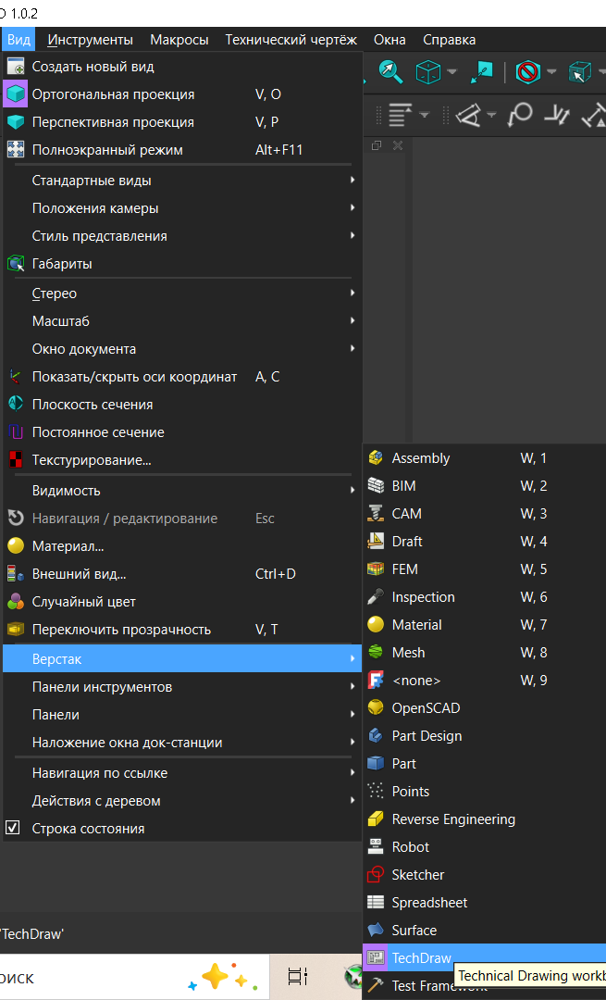 1.0.2
Вид Инструменты Макросы Технический чертёж Окна Справка
Создать новый вид
Ортогональная проекция V, O
Перспективная проекция V, P
Полноэкранный режим Alt+F11
Стандартные виды
Положения камеры
Стиль представления
Габариты
Стерео
Масштаб
Окно документа
Показать/скрыть оси координат A, C
Плоскость сечения
Постоянное сечение
Текстурирование...
Видимость
Навигация / редактирование Esc
Материал...
Внешний вид... Ctrl+D
Случайный цвет
Переключить прозрачность V, T
Верстак
Панели инструментов
Панели
Наложение окна док-станции
Навигация по ссылке
Действия с деревом
Строка состояния
Assembly W, 1
BIM W, 2
CAM W, 3
Draft W, 4
FEM W, 5
Inspection W, 6
Material W, 7
Mesh W, 8
<none> W, 9
OpenSCAD
Part Design
Part
Points
Reverse Engineering
Robot
Sketcher
Spreadsheet
Surface
TechDraw
Technical Drawing workb
Test Framework
'TechDraw'
оиск